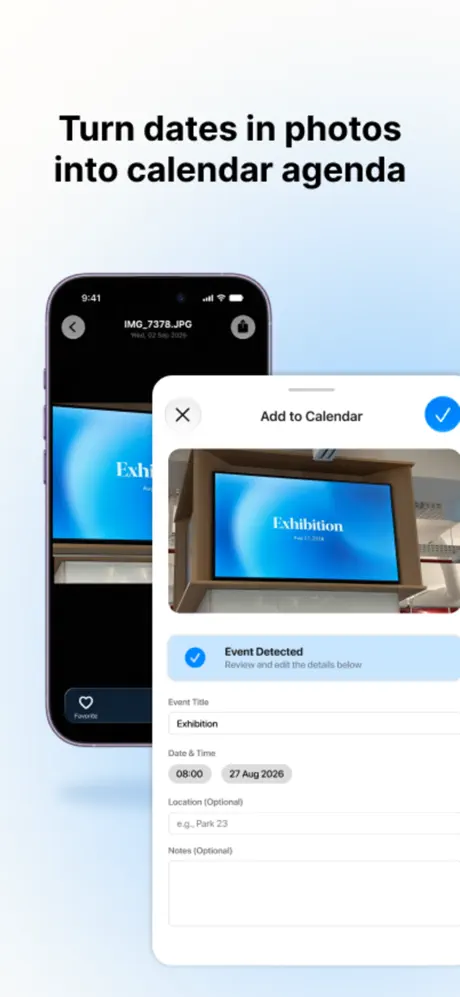 Turn dates in photos
into calendar agenda
9:41
IMG_7378.JPG
Wed, 02 Sep 2026
Exhi
Favorite
Add to Calendar
Exhibition
Event Detected
Review and edit the details below
Event Title
Exhibition
Date & Time
08:00
27 Aug 2026
Location (Optional)
e.g., Park 23
Notes (Optional)